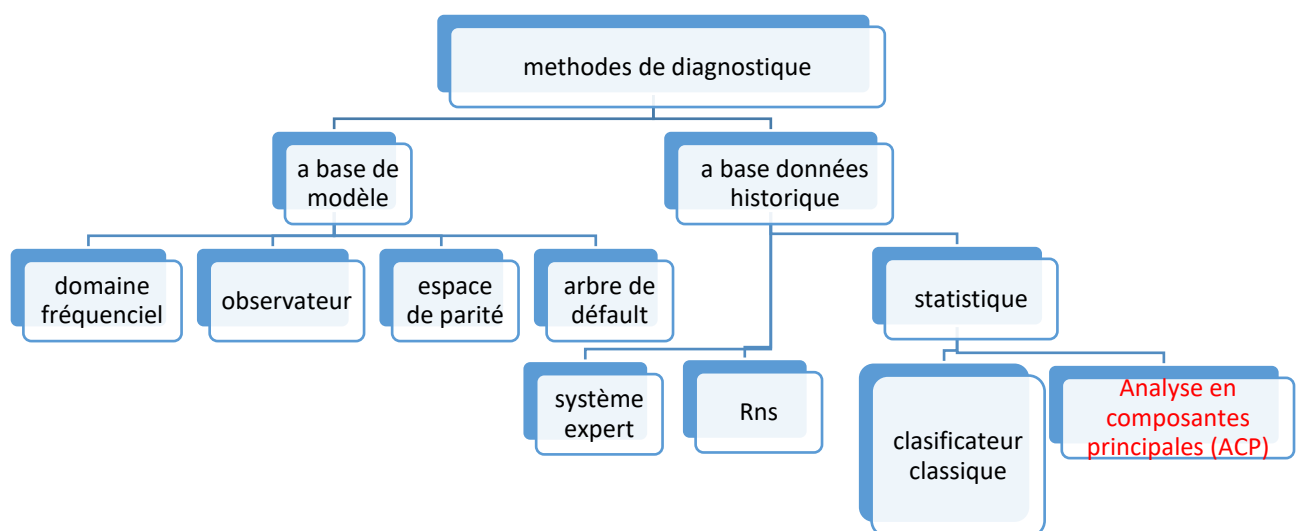 methodes de diagnostique
a base de
modèle
a base données
historique
domaine
fréquenciel
observateur
espace
de parité
arbre de
défault
statistique
système
expert
Rns
clasificateur
classique
Analyse en
composantes
principales (ACP)